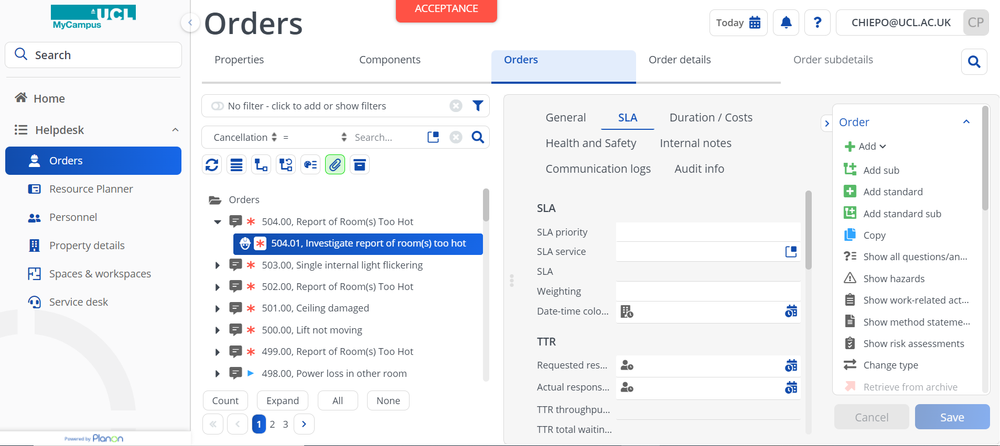 UCL
MyCampus
Search
Home
Helpdesk
Orders
Resource Planner
Personnel
Property details
Spaces & workspaces
Service desk
Powered by Planon
Orders
ACCEPTANCE
Today
?
CHIEPO@UCL.AC.UK CP
Properties
Components
Orders
Order details
Order subdetails
No filter - click to add or show filters
Cancellation = Search...
Orders
504.00, Report of Room(s) Too Hot
504.01, Investigate report of room(s) too hot
503.00, Single internal light flickering
502.00, Report of Room(s) Too Hot
501.00, Ceiling damaged
500.00, Lift not moving
499.00, Report of Room(s) Too Hot
498.00, Power loss in other room
Count Expand All None
« ‹ 1 2 3 ›
General SLA Duration / Costs
Health and Safety Internal notes
Communication logs Audit info
SLA
SLA priority
SLA service
SLA
Weighting
Date-time colo...
TTR
Requested res...
Actual respons...
TTR throughpu...
TTR total waitin...
Order
Add
Add sub
Add standard
Add standard sub
Copy
Show all questions/an...
Show hazards
Show work-related act...
Show method stateme...
Show risk assessments
Change type
Retrieve from archive
Cancel Save